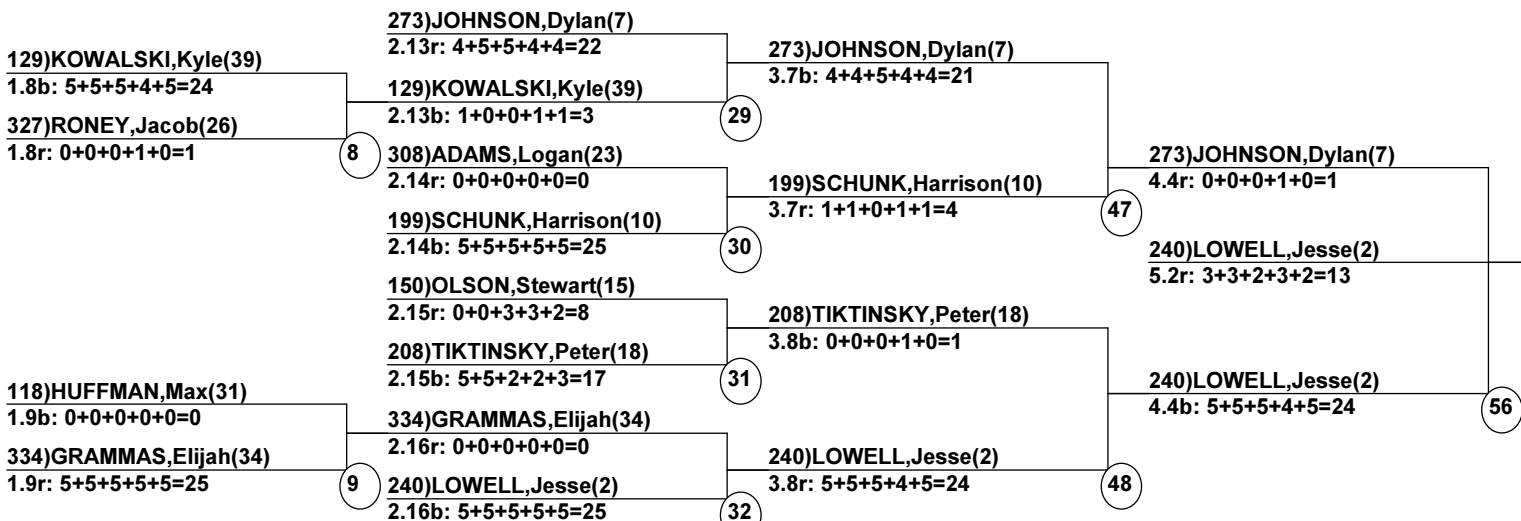 129)KOWALSKI,Kyle(39)
1.8b: 5+5+5+4+5=24
327)RONEY,Jacob(26)
1.8r: 0+0+0+1+0=1
8
118)HUFFMAN,Max(31)
1.9b: 0+0+0+0+0=0
334)GRAMMAS,Elijah(34)
1.9r: 5+5+5+5+5=25
9
273)JOHNSON,Dylan(7)
2.13r: 4+5+5+4+4=22
129)KOWALSKI,Kyle(39)
2.13b: 1+0+0+1+1=3
29
308)ADAMS,Logan(23)
2.14r: 0+0+0+0+0=0
199)SCHUNK,Harrison(10)
2.14b: 5+5+5+5+5=25
30
150)OLSON,Stewart(15)
2.15r: 0+0+3+3+2=8
208)TIKTINSKY,Peter(18)
2.15b: 5+5+2+2+3=17
31
334)GRAMMAS,Elijah(34)
2.16r: 0+0+0+0+0=0
240)LOWELL,Jesse(2)
2.16b: 5+5+5+5+5=25
32
273)JOHNSON,Dylan(7)
3.7b: 4+4+5+4+4=21
199)SCHUNK,Harrison(10)
3.7r: 1+1+0+1+1=4
47
208)TIKTINSKY,Peter(18)
3.8b: 0+0+0+1+0=1
240)LOWELL,Jesse(2)
3.8r: 5+5+5+4+5=24
48
273)JOHNSON,Dylan(7)
4.4r: 0+0+0+1+0=1
240)LOWELL,Jesse(2)
5.2r: 3+3+2+3+2=13
240)LOWELL,Jesse(2)
4.4b: 5+5+5+4+5=24
56